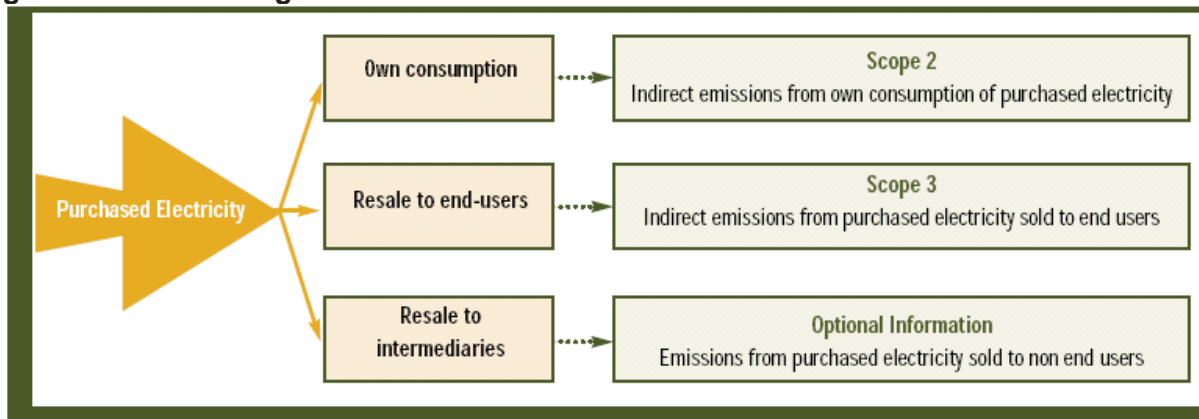 Purchased Electricity
Own consumption
Scope 2
Indirect emissions from own consumption of purchased electricity
Resale to end-users
Scope 3
Indirect emissions from purchased electricity sold to end users
Resale to
intermediaries
Optional Information
Emissions from purchased electricity sold to non end users